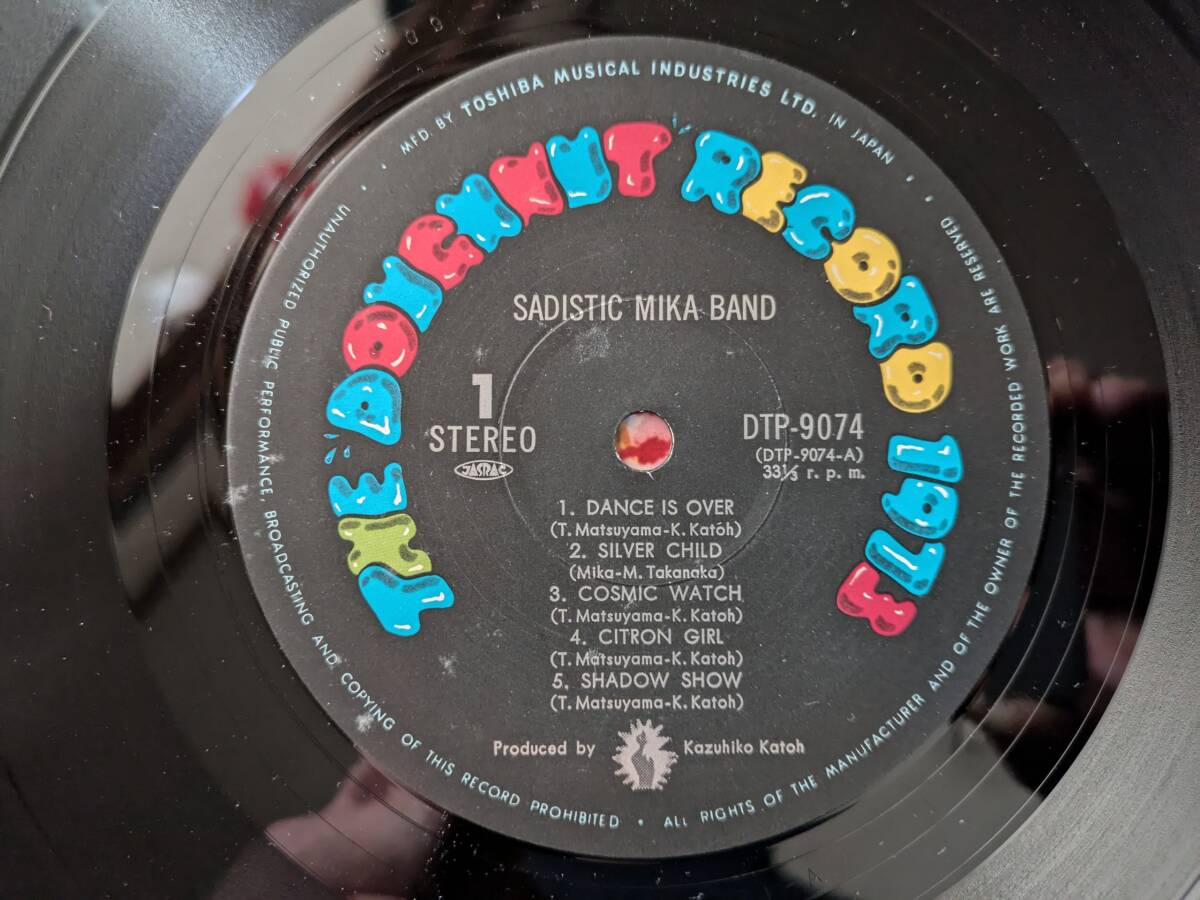 MFD. BY TOSHIBA MUSICAL INDUSTRIES LTD. IN JAPAN
THE DOUGHNUT RECORD
SADISTIC MIKA BAND
1
STEREO
JASRAC
DTP-9074
(DTP-9074-A)
33⅓ r. p. m.
1. DANCE IS OVER
(T. Matsuyama-K. Katoh)
2. SILVER CHILD
(Mika-M. Takanaka)
3. COSMIC WATCH
(T. Matsuyama-K. Katoh)
4. CITRON GIRL
(T. Matsuyama-K. Katoh)
5. SHADOW SHOW
(T. Matsuyama-K. Katoh)
Produced by Kazuhiko Katoh
UNAUTHORIZED PUBLIC PERFORMANCE, BROADCASTING AND COPYING OF THIS RECORD PROHIBITED • ALL RIGHTS OF THE MANUFACTURER AND OF THE OWNER OF THE RECORDED WORK ARE RESERVED